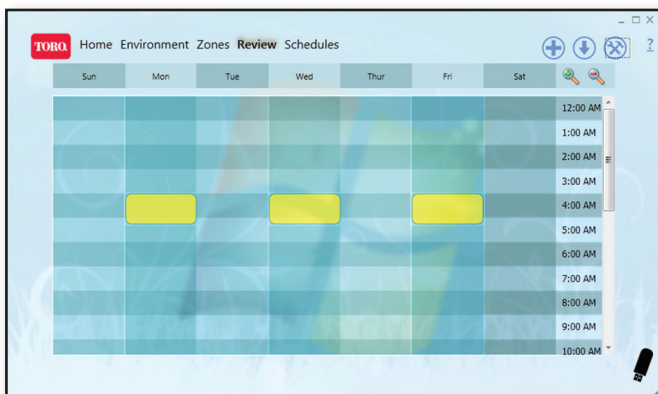 TORO. Home Environment Zones Review Schedules ?
Sun Mon Tue Wed Thur Fri Sat
12:00 AM
1:00 AM
2:00 AM
3:00 AM
4:00 AM
5:00 AM
6:00 AM
7:00 AM
8:00 AM
9:00 AM
10:00 AM